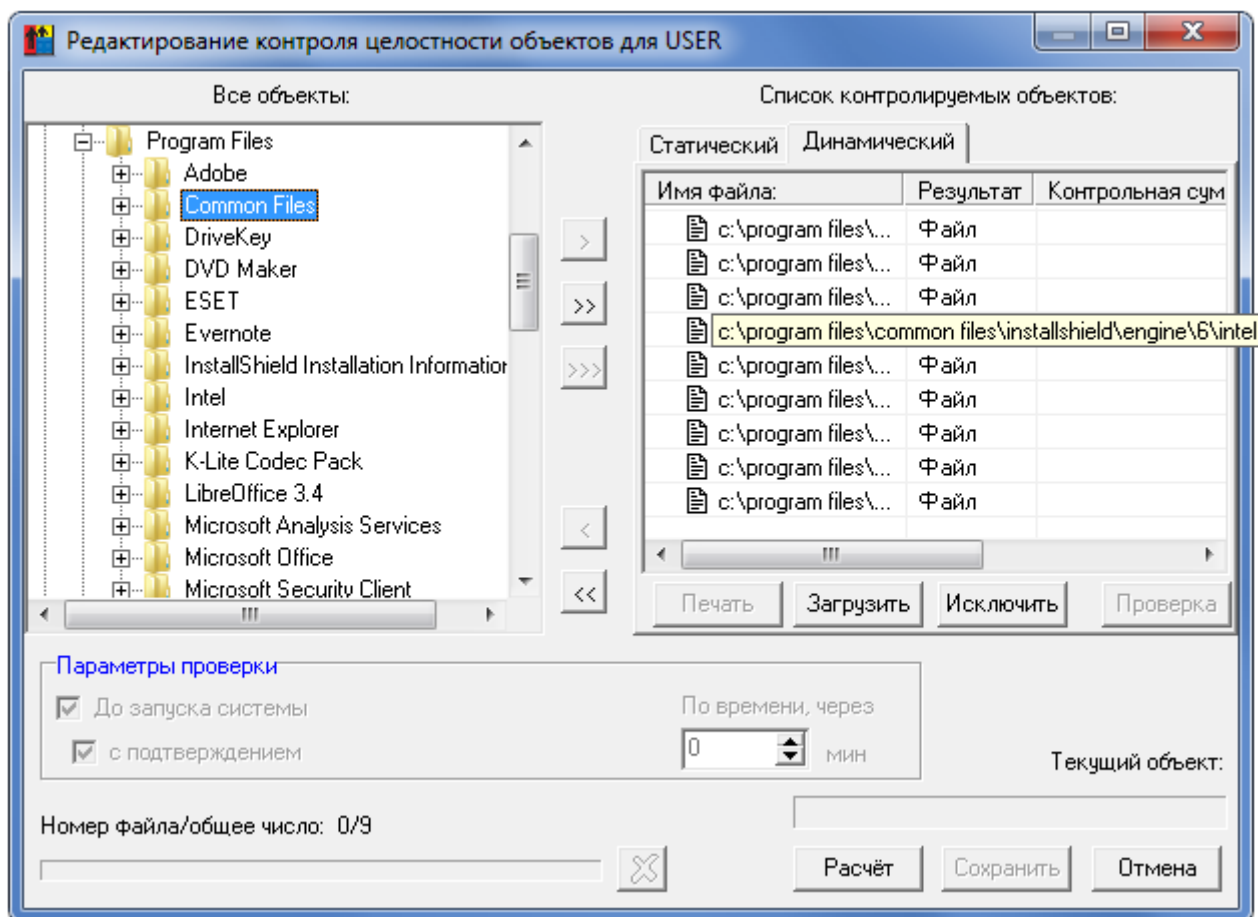 Редактирование контроля целостности объектов для USER
Все объекты:
Program Files
Adobe
Common Files
DriveKey
DVD Maker
ESET
Evernote
InstallShield Installation Information
Intel
Internet Explorer
K-Lite Codec Pack
LibreOffice 3.4
Microsoft Analysis Services
Microsoft Office
Microsoft Security Client
>
>>
>>>
<
<<
Список контролируемых объектов:
Статический Динамический
Имя файла: Результат Контрольная сум
c:\program files\... Файл
c:\program files\... Файл
c:\program files\... Файл
c:\program files\common files\installshield\engine\6\intel
c:\program files\... Файл
c:\program files\... Файл
c:\program files\... Файл
c:\program files\... Файл
c:\program files\... Файл
Печать Загрузить Исключить Проверка
Параметры проверки
До запуска системы
с подтверждением
По времени, через
0 мин
Текущий объект:
Номер файла/общее число: 0/9
Расчёт Сохранить Отмена